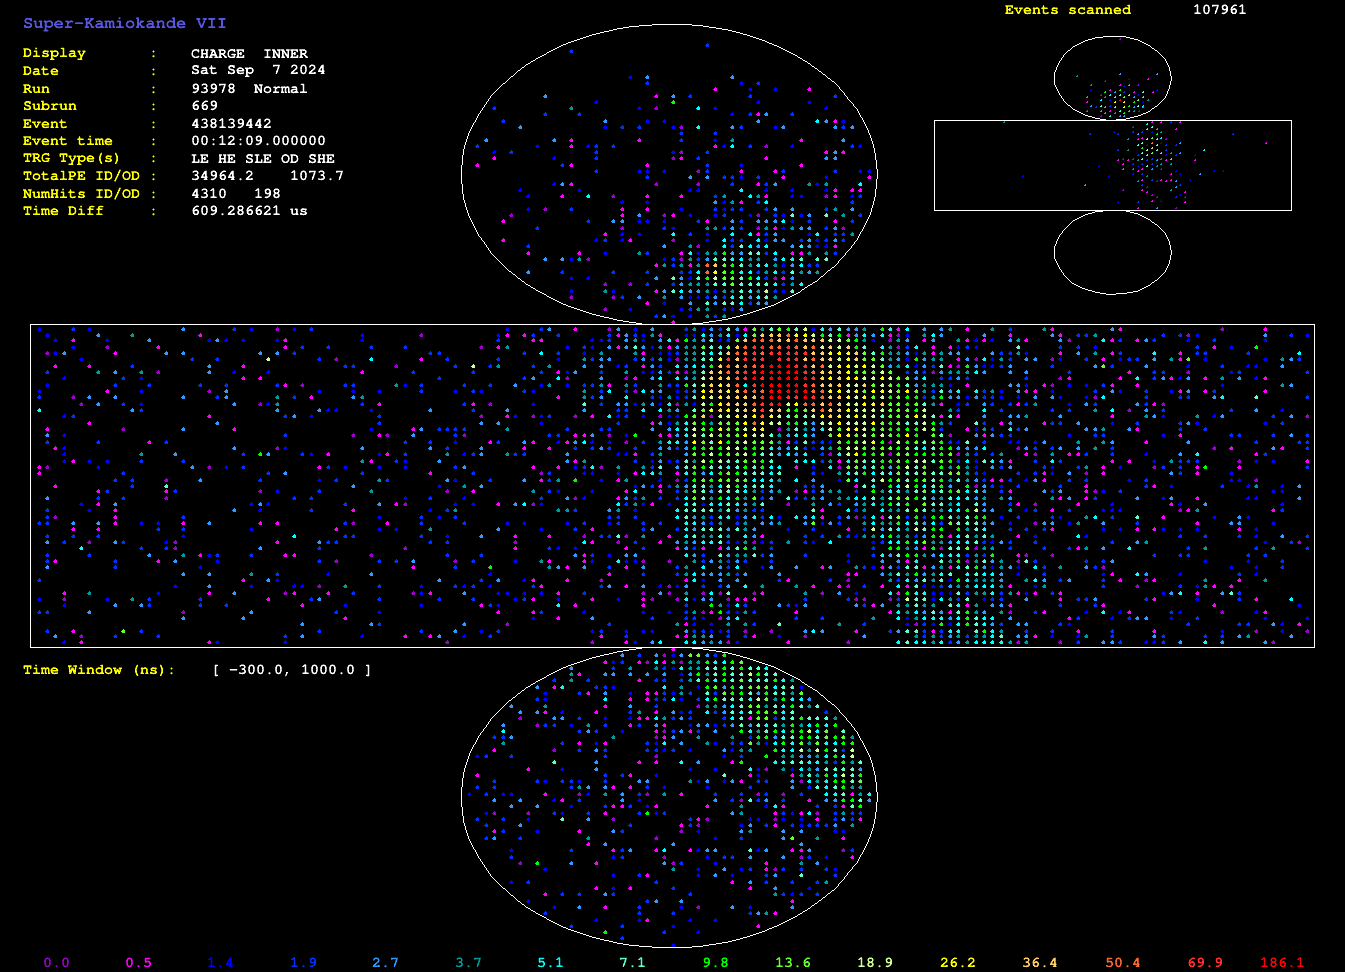 Super-Kamiokande VII
Display : CHARGE INNER
Date : Sat Sep 7 2024
Run : 93978 Normal
Subrun : 669
Event : 438139442
Event time : 00:12:09.000000
TRG Type(s) : LE HE SLE OD SHE
TotalPE ID/OD : 34964.2 1073.7
NumHits ID/OD : 4310 198
Time Diff : 609.286621 us
Events scanned 107961
Time Window (ns): [ -300.0, 1000.0 ]
0.0 0.5 1.4 1.9 2.7 3.7 5.1 7.1 9.8 13.6 18.9 26.2 36.4 50.4 69.9 186.1